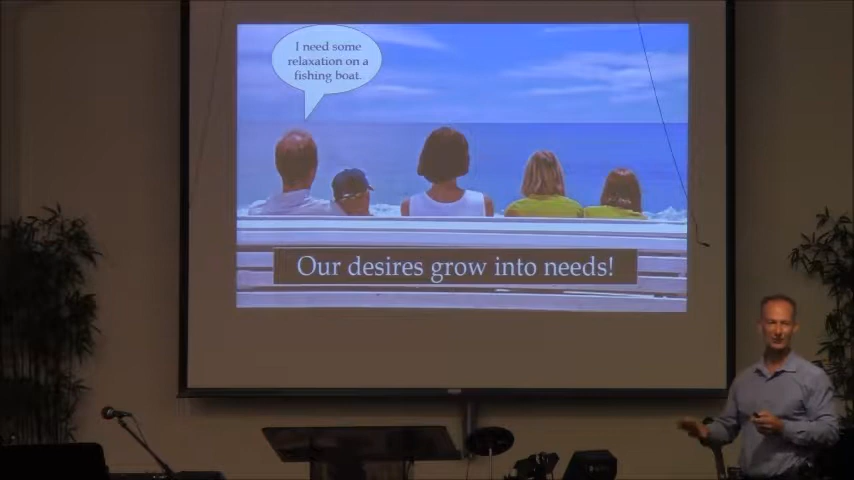 I need some
relaxation on a
fishing boat.
Our desires grow into needs!